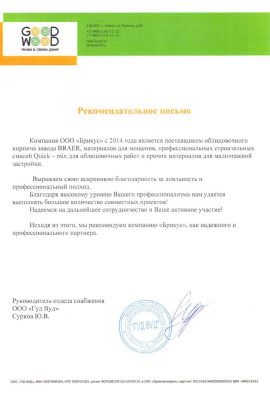 GOOD
WOOD
Рекомендательное письмо
Компания ООО «Брикус» с 2014 года является поставщиком облицовочного
кирпича завода BRAER, материалов для мощения, профессиональных строительных
смесей Quick – mix для облицовочных работ и прочих материалов для малоэтажной
застройки.
Выражаем свою искреннюю благодарность за лояльность и
профессиональный подход.
Благодаря высокому уровню Вашего профессионализма нам удается
выполнять большое количество совместных проектов!
Надеемся на дальнейшее сотрудничество и Ваше активное участие!
Исходя из этого, мы рекомендуем компанию «Брикус», как надежного и
профессионального партнера.
Руководитель отдела снабжения
ООО «Гуд Вуд»
Сурков Ю.В.
"ГУД ВУД"